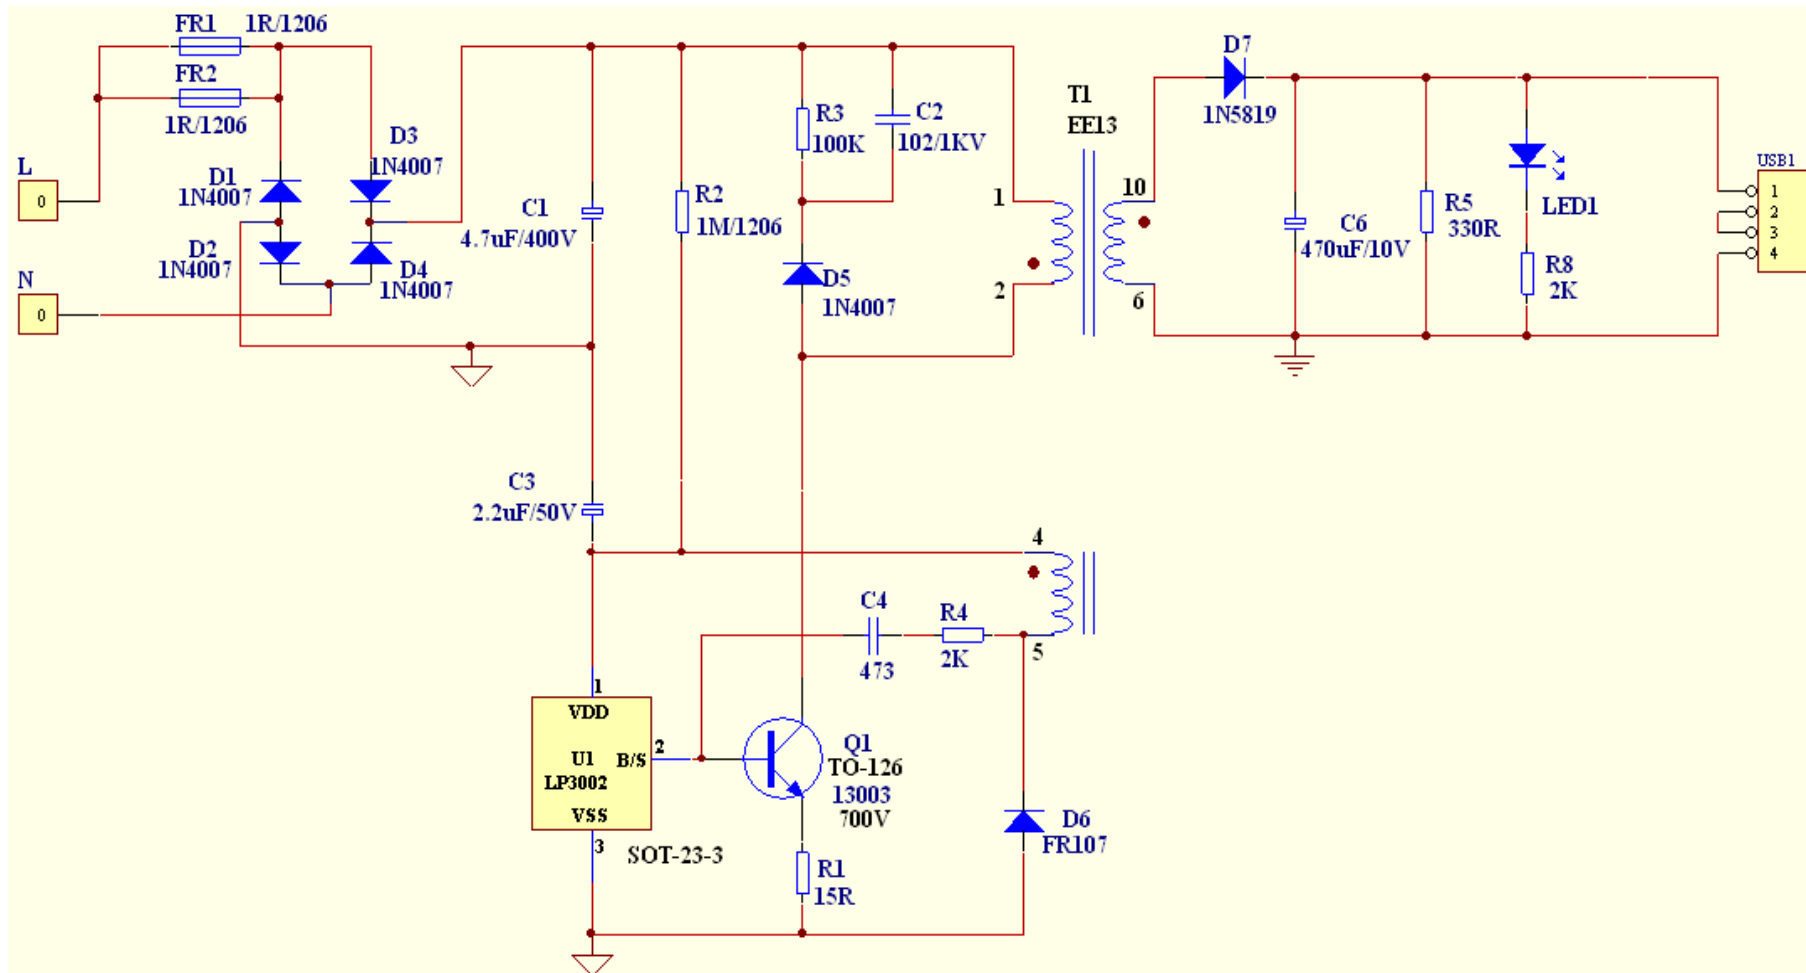 FR1 1R/1206
FR2
1R/1206
L
0
N
0
D1
1N4007
D2
1N4007
D3
1N4007
D4
1N4007
C1
4.7uF/400V
R2
1M/1206
R3
100K
C2
102/1KV
D5
1N4007
T1
EE13
1
2
10
6
D7
1N5819
C6
470uF/10V
R5
330R
LED1
R8
2K
USB1
1
2
3
4
C3
2.2uF/50V
4
5
C4
473
R4
2K
1
VDD
U1
LP3002
B/S
2
VSS
3
SOT-23-3
Q1
TO-126
13003
700V
R1
15R
D6
FR107